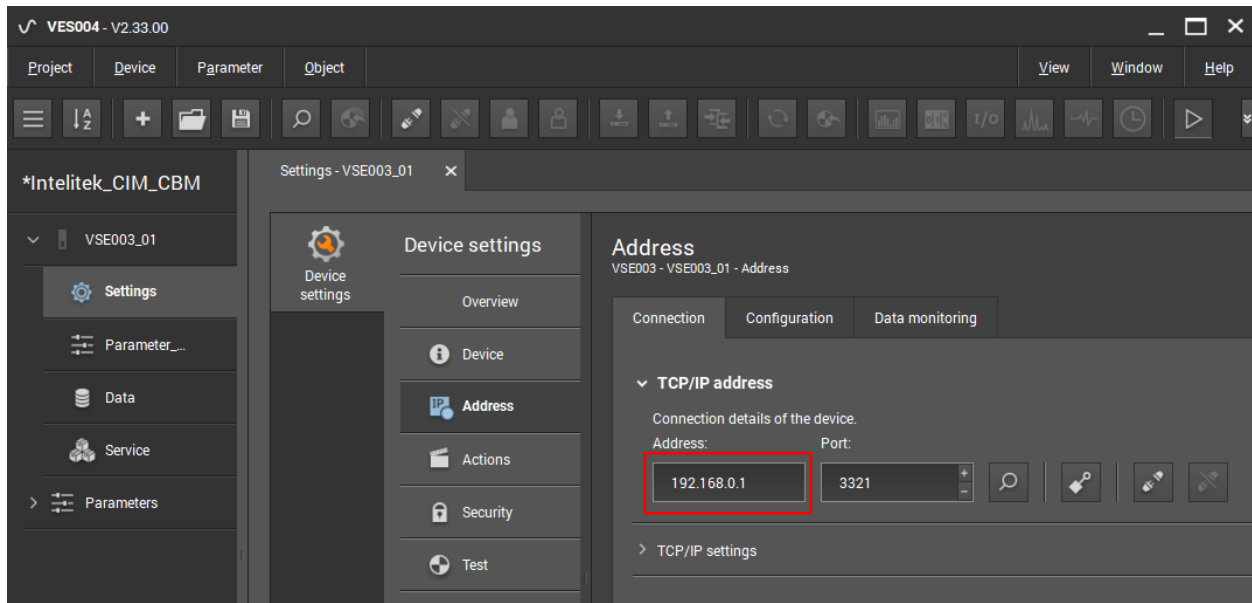 VES004 - V2.33.00
Project Device Parameter Object View Window Help
A
Z
I/O
*Intelitek_CIM_CBM
VSE003_01
Settings
Parameter_...
Data
Service
Parameters
Settings - VSE003_01
Device
settings
Device settings
Overview
Device
IP Address
Actions
Security
Test
Address
VSE003 - VSE003_01 - Address
Connection Configuration Data monitoring
TCP/IP address
Connection details of the device.
Address: Port:
192.168.0.1 3321
TCP/IP settings